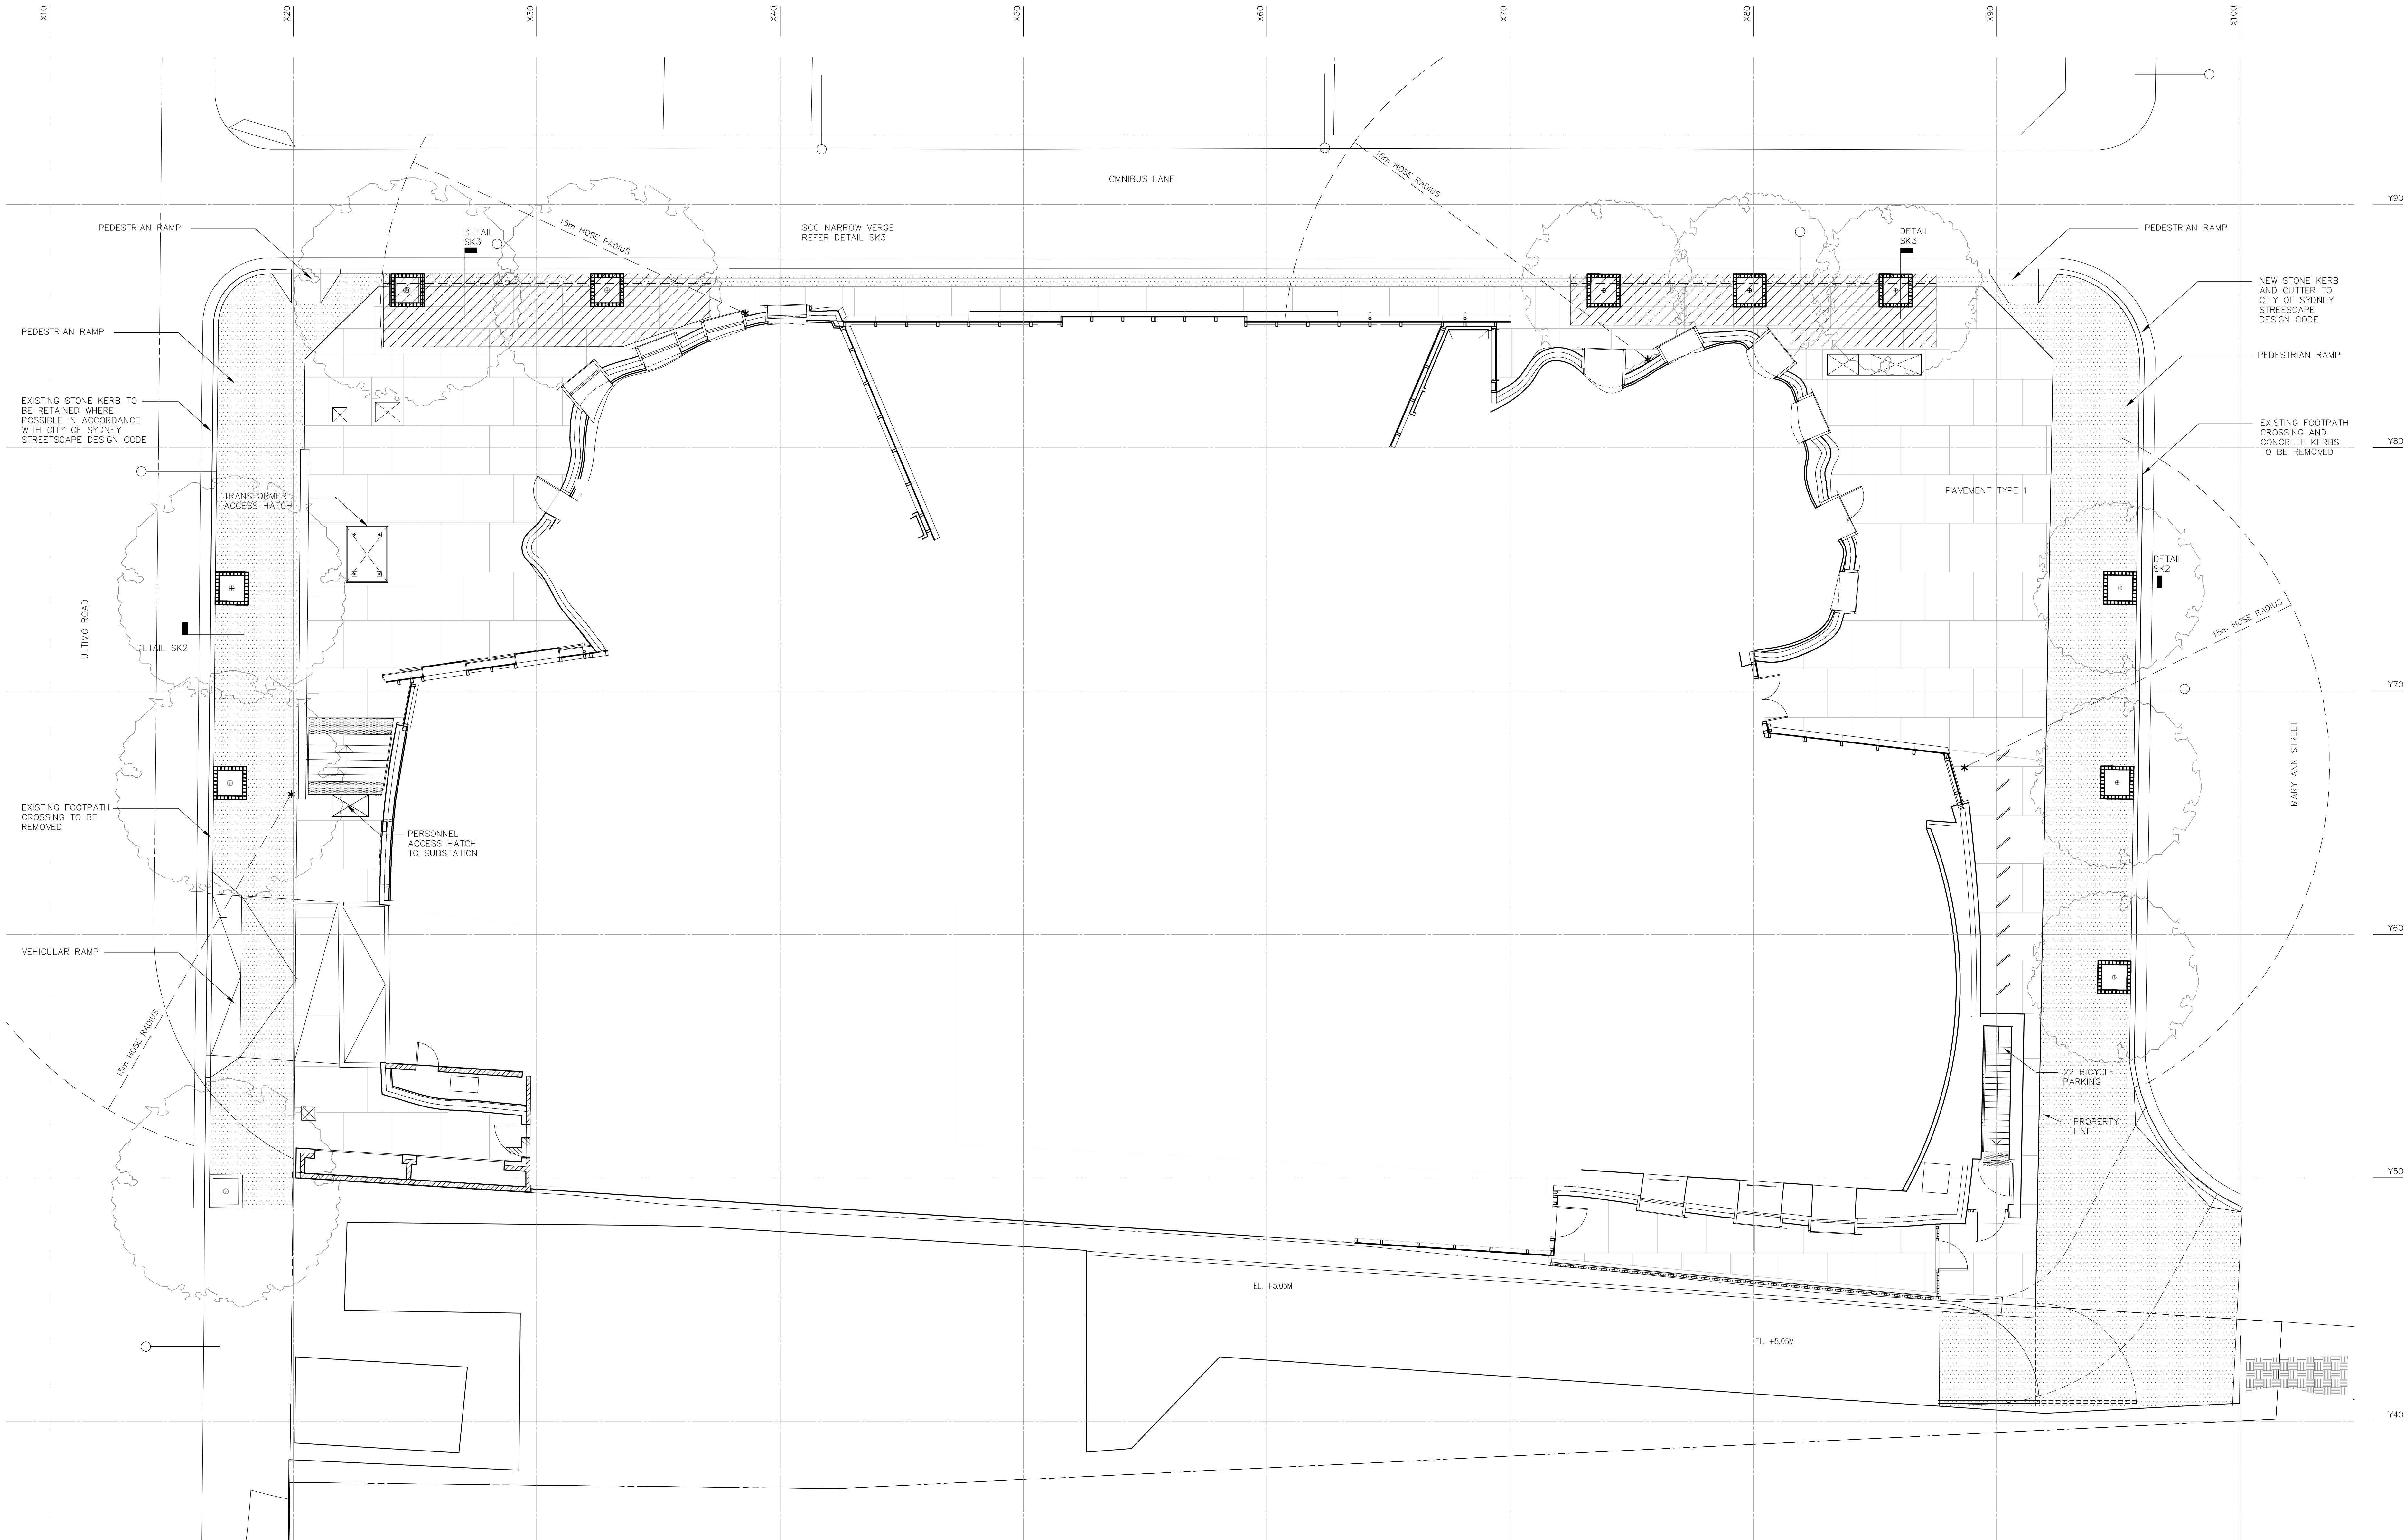 X10
X20
X30
X40
X50
X60
X70
X80
X90
X100
OMNIBUS LANE
15m HOSE RADIUS
15m HOSE RADIUS
Y90
PEDESTRIAN RAMP
DETAIL
SK3
SCC NARROW VERGE
REFER DETAIL SK3
DETAIL
SK3
PEDESTRIAN RAMP
NEW STONE KERB
AND CUTTER TO
CITY OF SYDNEY
STREESCAPE
DESIGN CODE
PEDESTRIAN RAMP
PEDESTRIAN RAMP
EXISTING STONE KERB TO
BE RETAINED WHERE
POSSIBLE IN ACCORDANCE
WITH CITY OF SYDNEY
STREETSCAPE DESIGN CODE
EXISTING FOOTPATH
CROSSING AND
CONCRETE KERBS
TO BE REMOVED
Y80
TRANSFORMER
ACCESS HATCH
PAVEMENT TYPE 1
DETAIL
SK2
ULTIMO ROAD
DETAIL SK2
15m HOSE RADIUS
Y70
MARY ANN STREET
EXISTING FOOTPATH
CROSSING TO BE
REMOVED
PERSONNEL
ACCESS HATCH
TO SUBSTATION
Y60
VEHICULAR RAMP
15m HOSE RADIUS
22 BICYCLE
PARKING
PROPERTY
LINE
Y50
EL. +5.05M
EL. +5.05M
Y40